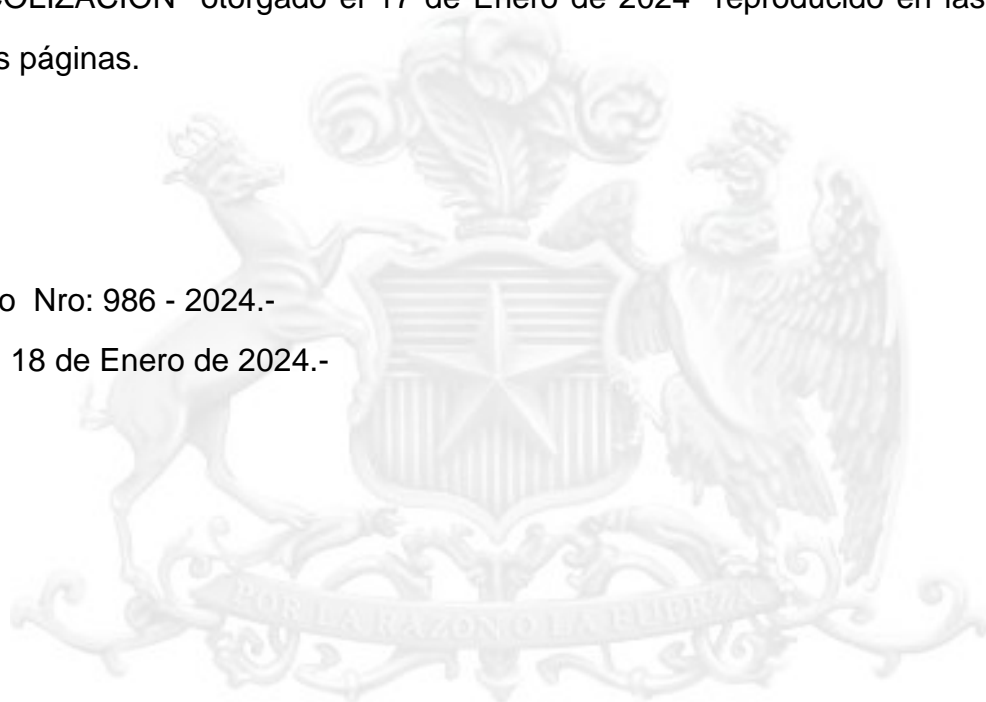 COLIZACION" otorgado el 17 de Enero de 2024 reproducido en las
s páginas.
o Nro: 986 - 2024.-
18 de Enero de 2024.-
POR LA RAZON O LA FUERZA